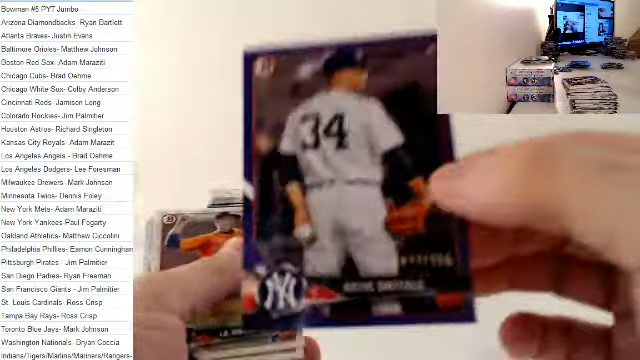 Bowman #5 PYT Jumbo
Arizona Diamondbacks- Ryan Bartlett
Atlanta Braves- Justin Evans
Baltimore Orioles- Matthew Johnson
Boston Red Sox- Adam Maraziti
Chicago Cubs- Brad Oehme
Chicago White Sox- Colby Anderson
Cincinnati Reds- Jamison Long
Colorado Rockies- Jim Palmitier
Houston Astros- Richard Singleton
Kansas City Royals- Adam Marazit
Los Angeles Angels - Brad Oehme
Los Angeles Dodgers- Lee Foresman
Milwaukee Brewers- Mark Johnson
Minnesota Twins- Dennis Foley
New York Mets- Adam Maraziti
New York Yankees-Paul Fogarty
Oakland Athletics- Matthew Ciccolini
Philadelphia Phillies- Eamon Cunningham
Pittsburgh Pirates - Jim Palmitier
San Diego Padres- Ryan Freeman
San Francisco Giants - Jim Palmitier
St. Louis Cardinals- Ross Crisp
Tampa Bay Rays- Ross Crisp
Toronto Blue Jays- Mark Johnson
Washington Nationals- Bryan Coccia
Indians/Tigers/Marlins/Mariners/Rangers-
34
NY